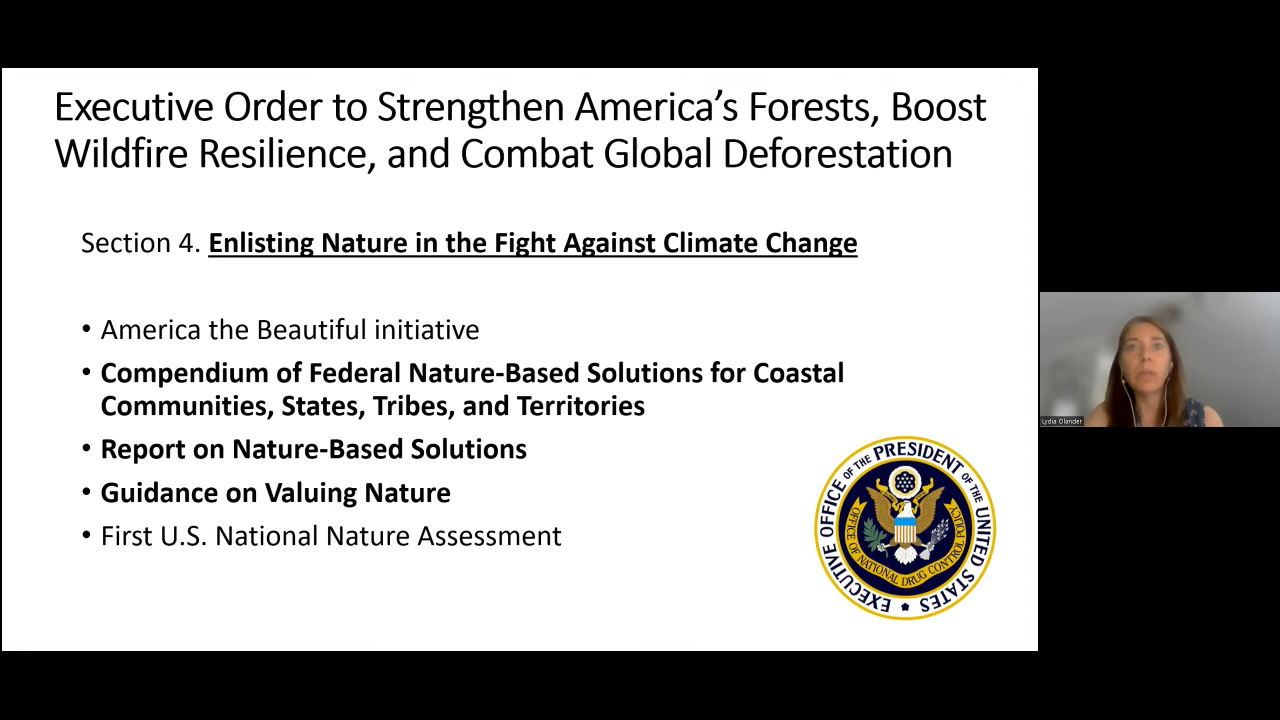 Executive Order to Strengthen America's Forests, Boost
Wildfire Resilience, and Combat Global Deforestation
Section 4. Enlisting Nature in the Fight Against Climate Change
• America the Beautiful initiative
• Compendium of Federal Nature-Based Solutions for Coastal
Communities, States, Tribes, and Territories
• Report on Nature-Based Solutions
• Guidance on Valuing Nature
• First U.S. National Nature Assessment
EXECUTIVE OFFICE OF THE PRESIDENT OF THE UNITED STATES
OFFICE OF NATIONAL DRUG CONTROL POLICY
Lydia Olander